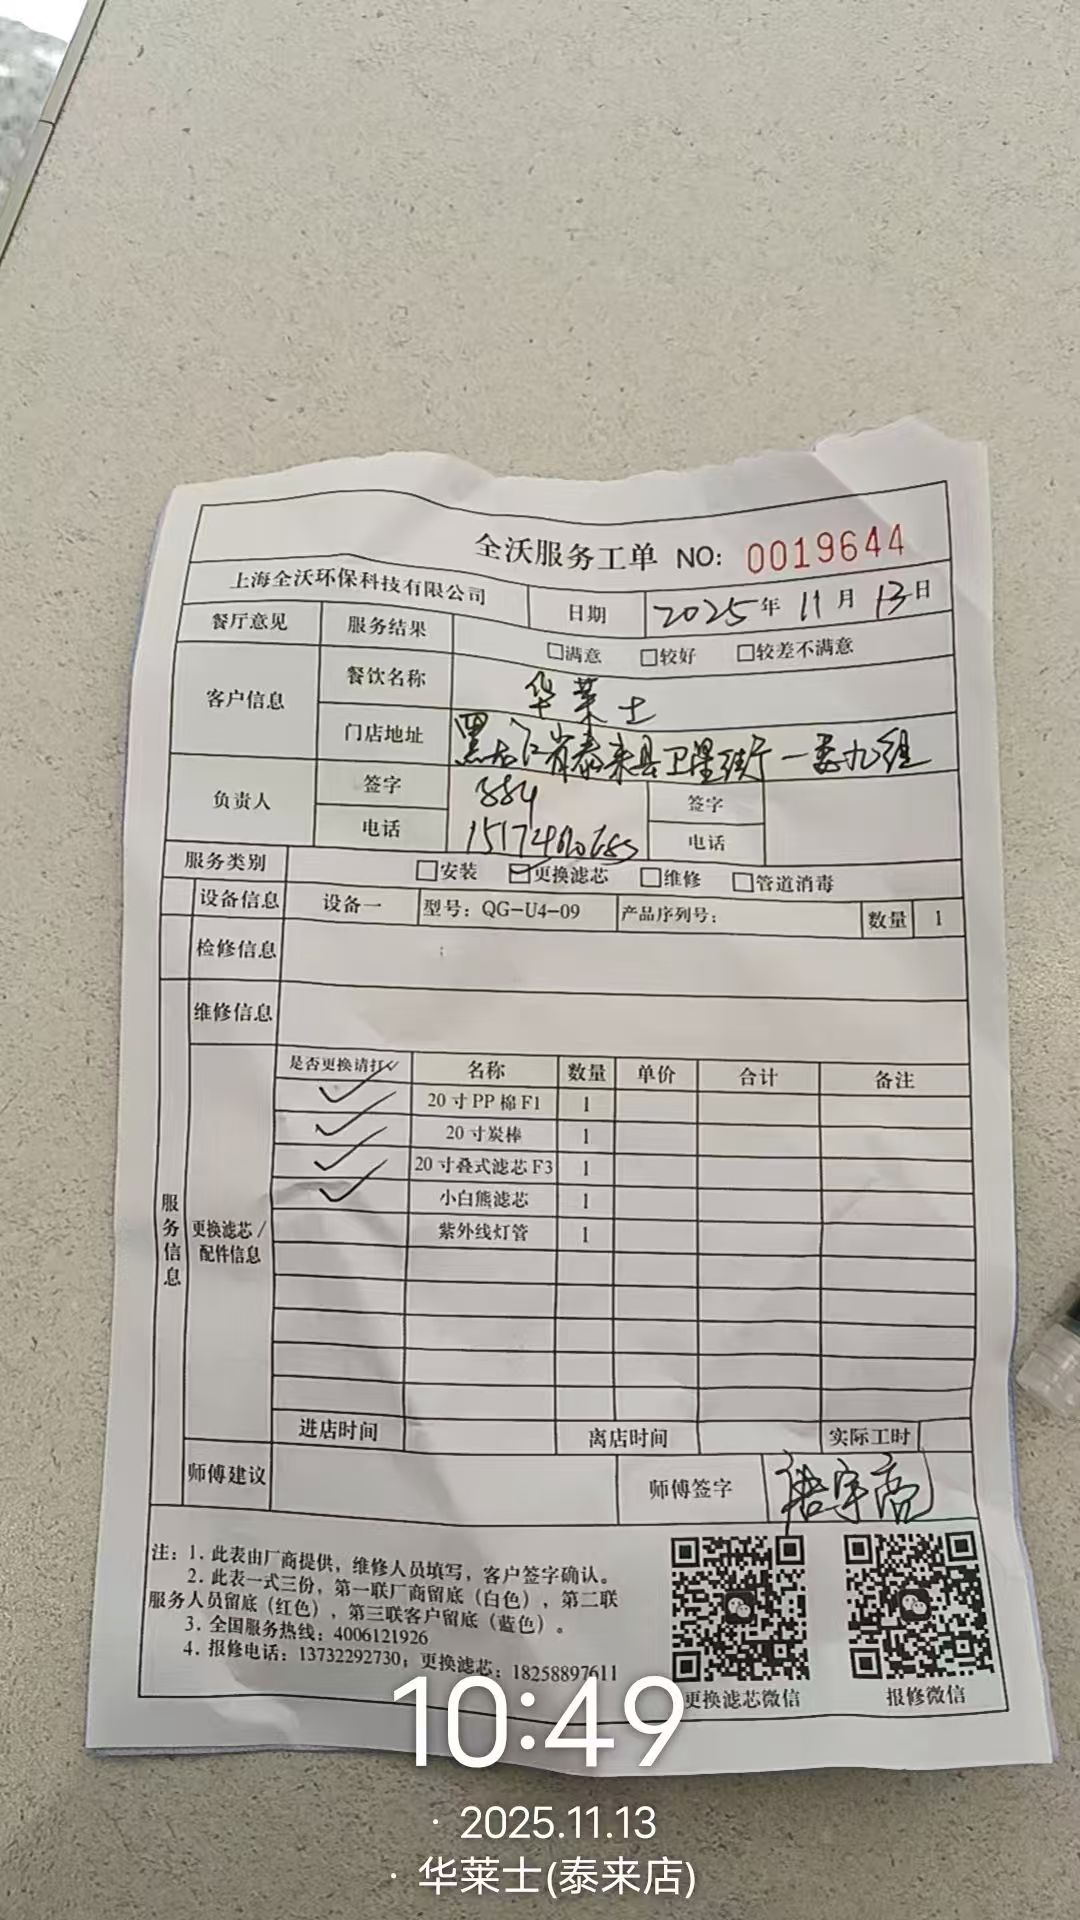 全沃服务工单 NO: 0019644
上海全沃环保科技有限公司 日期 2025年 11月 13日
餐厅意见 服务结果 □满意 □较好 □较差不满意
客户信息 餐饮名称 华莱士
门店地址 黑龙江省泰来县卫星街一委九组
负责人 签字 签字
电话 电话
服务类别 □安装 ☑更换滤芯 □维修 □管道消毒
设备信息 设备一 型号: QG-U4-09 产品序列号: 数量 1
检修信息
维修信息
服务信息
更换滤芯/配件信息
是否更换请打✓ 名称 数量 单价 合计 备注
✓ 20寸PP棉F1 1
✓ 20寸炭棒 1
✓ 20寸叠式滤芯F3 1
✓ 小白熊滤芯 1
紫外线灯管 1
进店时间 离店时间 实际工时
师傅建议 师傅签字
注: 1. 此表由厂商提供，维修人员填写，客户签字确认。
2. 此表一式三份，第一联厂商留底（白色），第二联
服务人员留底（红色），第三联客户留底（蓝色）。
3. 全国服务热线: 4006121926
4. 报修电话: 13732292730; 更换滤芯: 18258897611
更换滤芯微信 报修微信
10:49
· 2025.11.13
· 华莱士(泰来店)